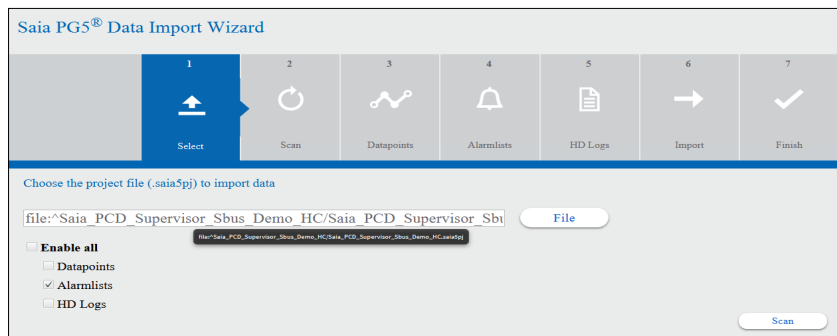 Saia PG5® Data Import Wizard
1 2 3 4 5 6 7
Select Scan Datapoints Alarmlists HD Logs Import Finish
Choose the project file (.saia5pj) to import data
file:^Saia_PCD_Supervisor_Sbus_Demo_HC/Saia_PCD_Supervisor_Sbu File
file:^Saia_PCD_Supervisor_Sbus_Demo_HC/Saia_PCD_Supervisor_Sbus_Demo_HC.saia5pj
Enable all
Datapoints
Alarmlists
HD Logs
Scan